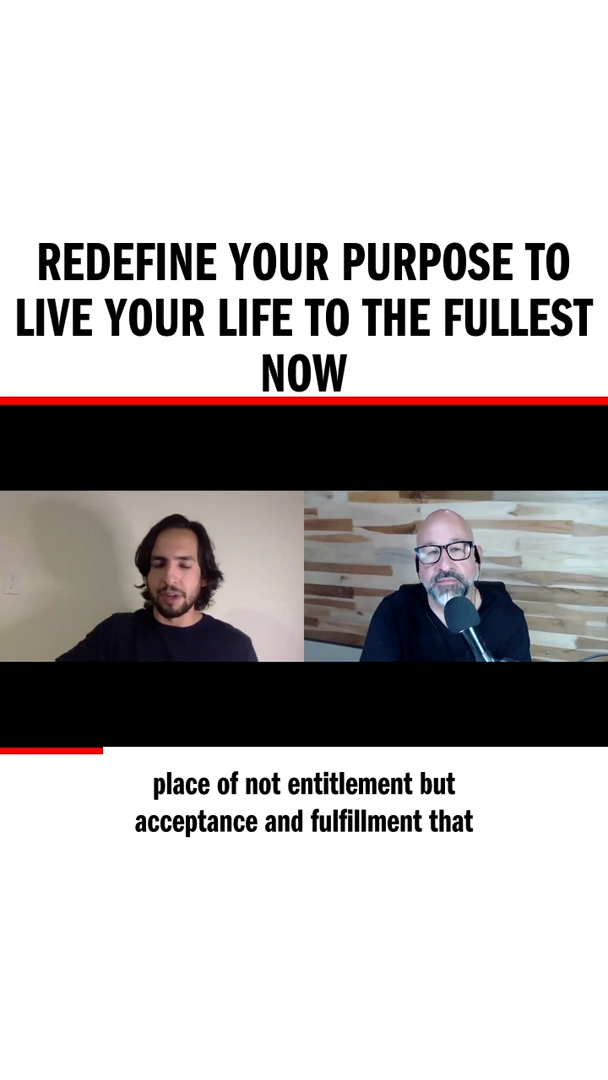 REDEFINE YOUR PURPOSE TO
LIVE YOUR LIFE TO THE FULLEST
NOW
place of not entitlement but
acceptance and fulfillment that